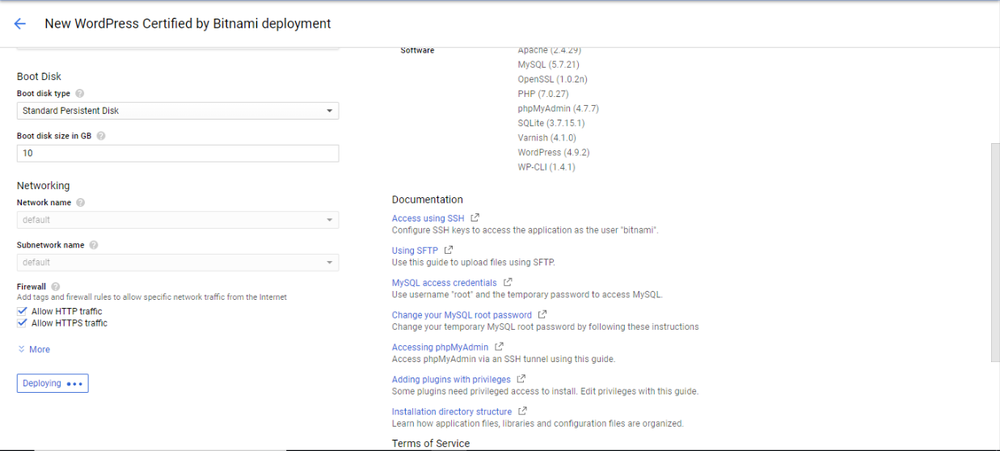 New WordPress Certified by Bitnami deployment
Boot Disk
Boot disk type
Standard Persistent Disk
Boot disk size in GB
10
Networking
Network name
default
Subnetwork name
default
Firewall
Add tags and firewall rules to allow specific network traffic from the Internet
Allow HTTP traffic
Allow HTTPS traffic
More
Deploying
Software
Apache (2.4.29)
MySQL (5.7.21)
OpenSSL (1.0.2n)
PHP (7.0.27)
phpMyAdmin (4.7.7)
SQLite (3.7.15.1)
Varnish (4.1.0)
WordPress (4.9.2)
WP-CLI (1.4.1)
Documentation
Access using SSH
Configure SSH keys to access the application as the user "bitnami".
Using SFTP
Use this guide to upload files using SFTP.
MySQL access credentials
Use username "root" and the temporary password to access MySQL.
Change your MySQL root password
Change your temporary MySQL root password by following these instructions
Accessing phpMyAdmin
Access phpMyAdmin via an SSH tunnel using this guide.
Adding plugins with privileges
Some plugins need privileged access to install. Edit privileges with this guide.
Installation directory structure
Learn how application files, libraries and configuration files are organized.
Terms of Service